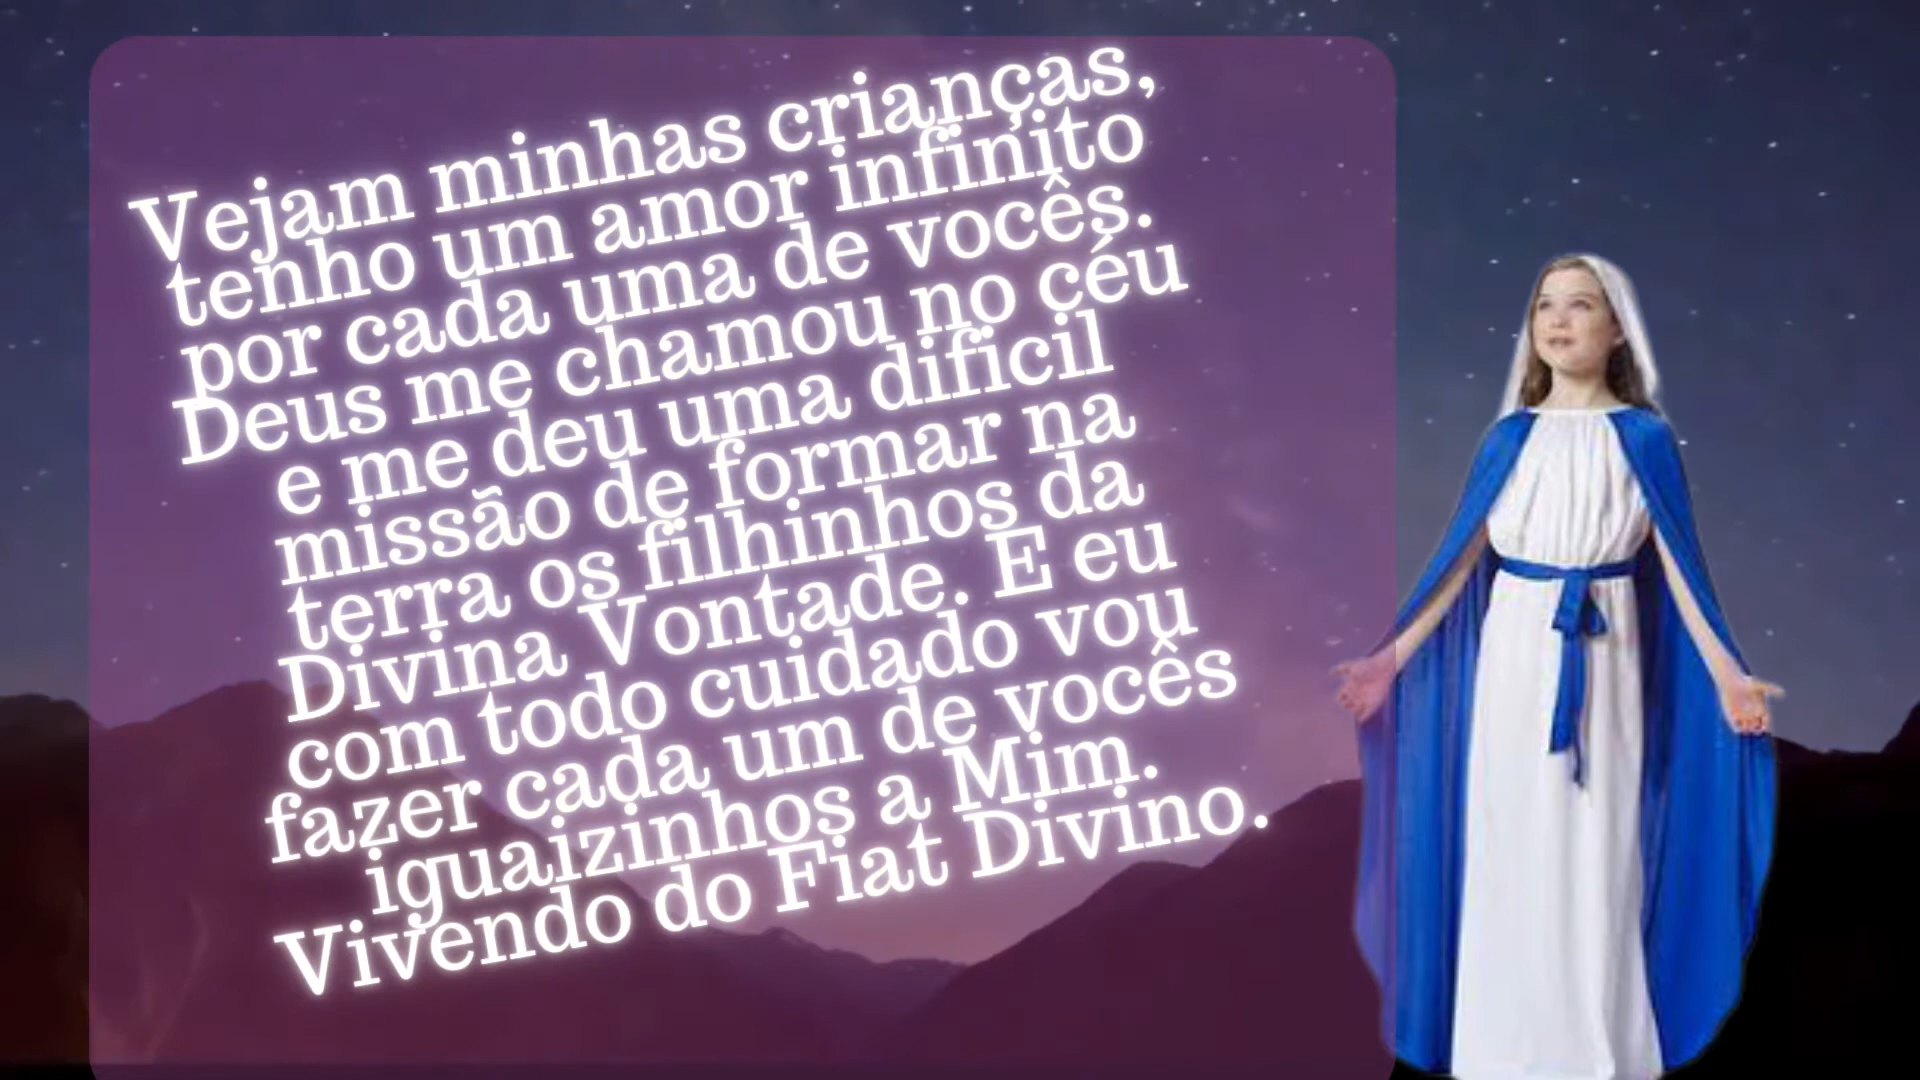 Vejam minhas crianças,
tenho um amor infinito
por cada uma de vocês.
Deus me chamou no céu
e me deu uma dificil
missão de formar na
terra os filhinhos da
Divina Vontade. E eu
com todo cuidado vou
fazer cada um de vocês
iguaizinhos a Mim.
Vivendo do Fiat Divino.